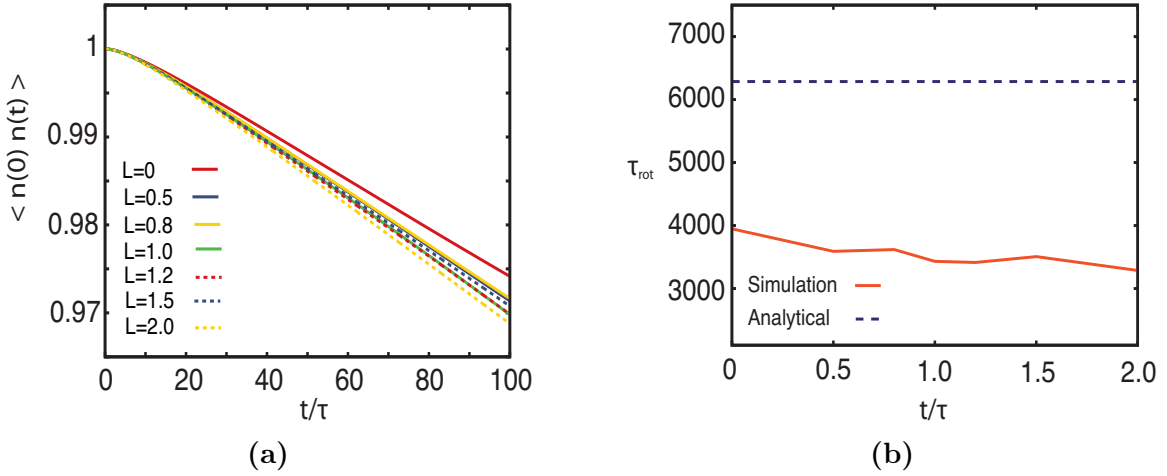 < n(0) n(t) >
1
0.99
0.98
0.97
L=0
L=0.5
L=0.8
L=1.0
L=1.2
L=1.5
L=2.0
0 20 40 60 80 100
t/τ
(a)
τrot
7000
6000
5000
4000
3000
Simulation
Analytical
0 0.5 1.0 1.5 2.0
t/τ
(b)